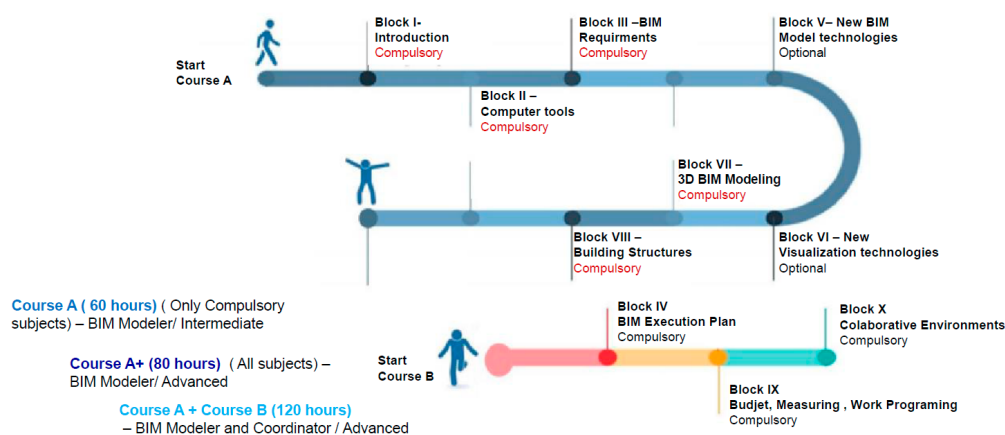 Block I-
Introduction
Compulsory
Block III –BIM
Requirments
Compulsory
Block V– New BIM
Model technologies
Optional
Start
Course A
Block II –
Computer tools
Compulsory
Block VII –
3D BIM Modeling
Compulsory
Block VIII –
Building Structures
Compulsory
Block VI – New
Visualization technologies
Optional
Course A ( 60 hours) ( Only Compulsory
subjects) – BIM Modeler/ Intermediate
Course A+ (80 hours) ( All subjects) –
BIM Modeler/ Advanced
Course A + Course B (120 hours)
– BIM Modeler and Coordinator / Advanced
Start
Course B
Block IV
BIM Execution Plan
Compulsory
Block X
Colaborative Environments
Compulsory
Block IX
Budjet, Measuring , Work Programing
Compulsory